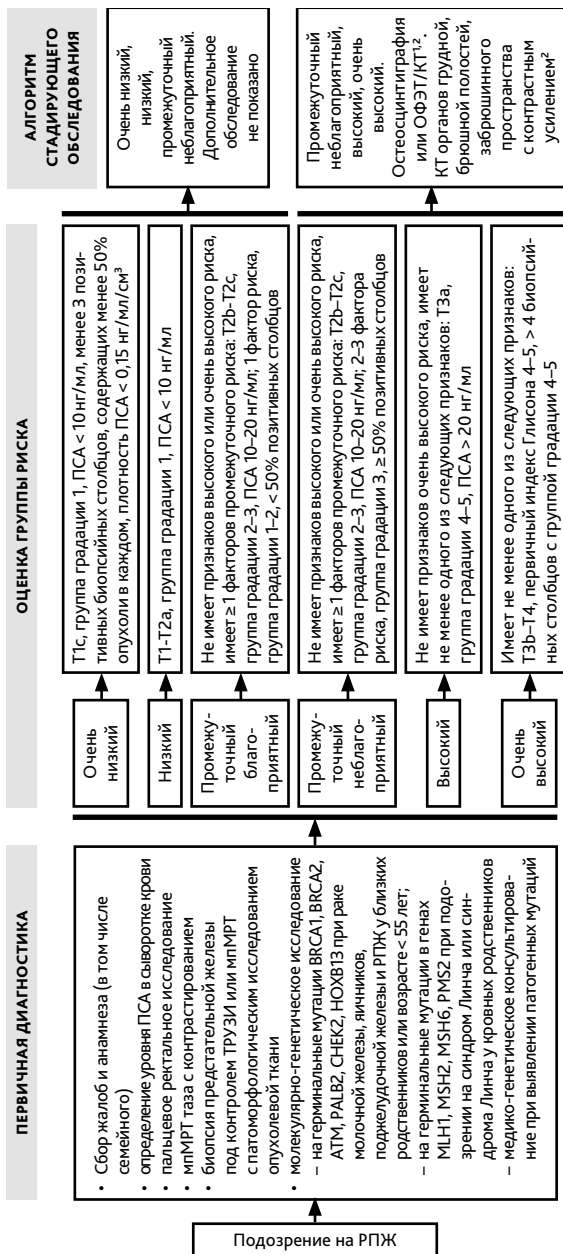 ПЕРВИЧНАЯ ДИАГНОСТИКА
Подозрение на РПЖ
• Сбор жалоб и анамнеза (в том числе
семейного)
• определение уровня ПСА в сыворотке крови
• пальцевое ректальное исследование
• мпМРТ таза с контрастированием
• биопсия предстательной железы
под контролем ТРУЗИ или мпМРТ
с патоморфологическим исследованием
опухолевой ткани
• молекулярно-генетическое исследование
– на герминальные мутации BRCA1, BRCA2,
ATM, PALB2, CHEK2, HOXB13 при раке
молочной железы, яичников,
поджелудочной железы и РПЖ у близких
родственников или возрасте < 55 лет;
– на герминальные мутации в генах
MLH1, MSH2, MSH6, PMS2 при подо-
зрении на синдром Линча или син-
дрома Линча у кровных родственников
– медико-генетическое консультирова-
ние при выявлении патогенных мутаций
ОЦЕНКА ГРУППЫ РИСКА
Очень
низкий
T1c, группа градации 1, ПСА < 10нг/мл, менее 3 пози-
тивных биопсийных столбцов, содержащих менее 50%
опухоли в каждом, плотность ПСА < 0,15 нг/мл/см³
Низкий
T1-T2a, группа градации 1, ПСА < 10 нг/мл
Промежу-
точный
благо-
приятный
Не имеет признаков высокого или очень высокого риска,
имеет ≥ 1 факторов промежуточного риска: T2b-T2c,
группа градации 2–3, ПСА 10–20 нг/мл; 1 фактор риска,
группа градации 1–2, < 50% позитивных столбцов
Промежу-
точный
неблаго-
приятный
Не имеет признаков высокого или очень высокого риска,
имеет ≥ 1 факторов промежуточного риска: T2b–T2c,
группа градации 2–3, ПСА 10–20 нг/мл; 2–3 фактора
риска, группа градации 3, ≥ 50% позитивных столбцов
Высокий
Не имеет признаков очень высокого риска, имеет
не менее одного из следующих признаков: T3a,
группа градации 4–5, ПСА > 20 нг/мл
Очень
высокий
Имеет не менее одного из следующих признаков:
T3b–T4, первичный индекс Глисона 4–5, > 4 биопсий-
ных столбцов с группой градации 4–5
АЛГОРИТМ
СТАДИРУЮЩЕГО
ОБСЛЕДОВАНИЯ
Очень низкий,
низкий,
промежуточный
неблагоприятный.
Дополнительное
обследование
не показано
Промежуточный
неблагоприятный,
высокий, очень
высокий.
Остеосцинтиграфия
или ОФЭТ/КТ¹,².
КТ органов грудной,
брюшной полостей,
забрюшинного
пространства
с контрастным
усилением²